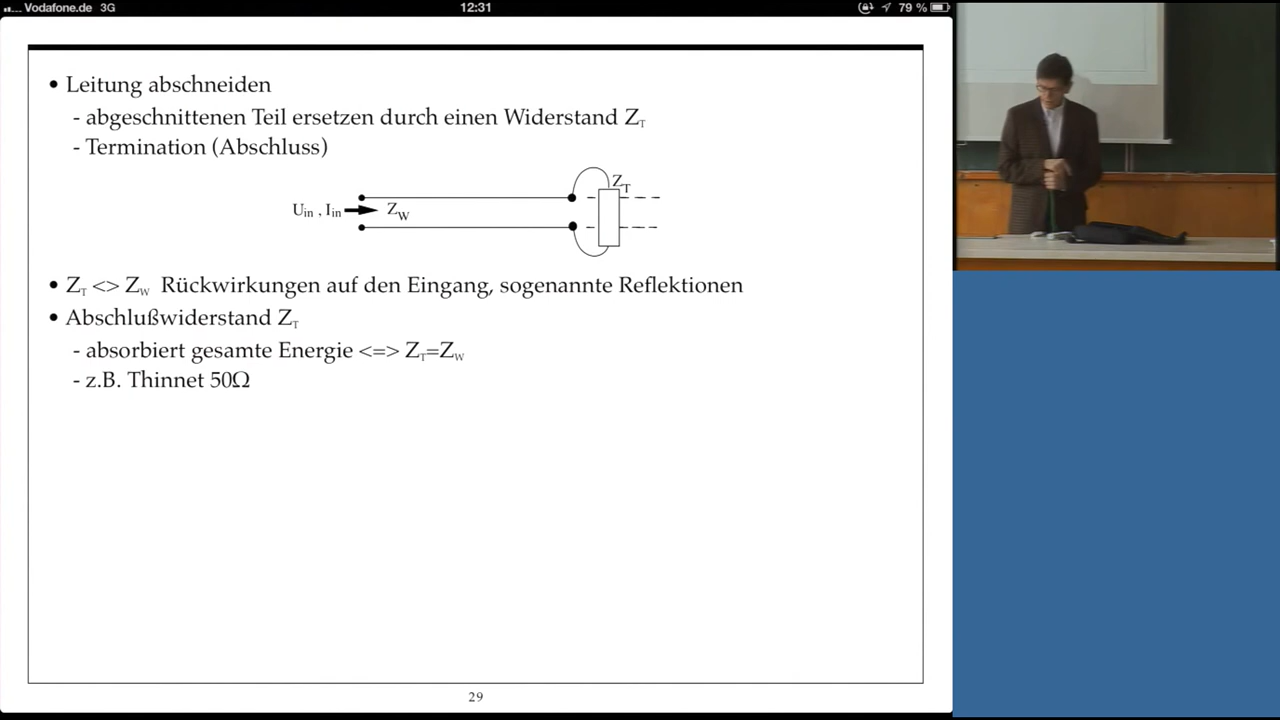 Vodafone.de 3G 12:31 79 %
• Leitung abschneiden
- abgeschnittenen Teil ersetzen durch einen Widerstand ZT
- Termination (Abschluss)
ZT
Uin , Iin ZW
• ZT <> ZW Rückwirkungen auf den Eingang, sogenannte Reflektionen
• Abschlußwiderstand ZT
- absorbiert gesamte Energie <=> ZT=ZW
- z.B. Thinnet 50Ω
29